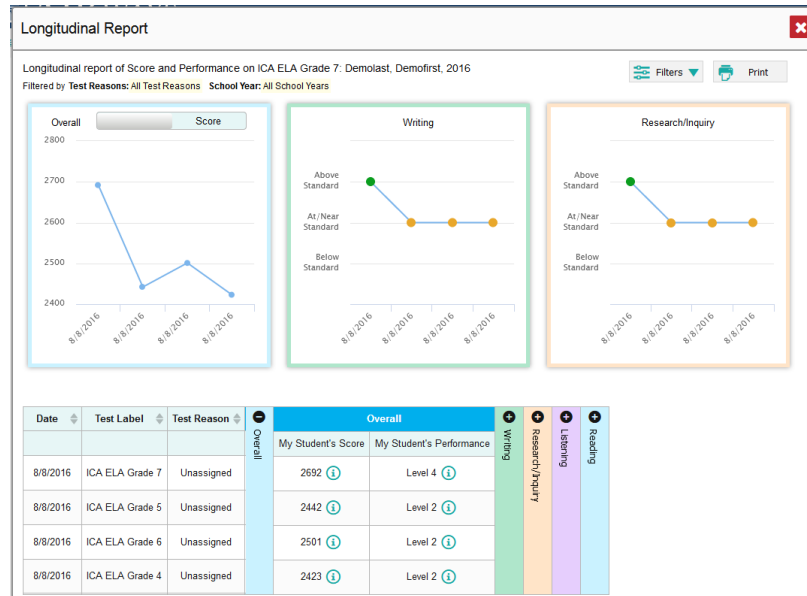 Longitudinal Report
Longitudinal report of Score and Performance on ICA ELA Grade 7: Demolast, Demofirst, 2016
Filtered by Test Reasons: All Test Reasons School Year: All School Years
Filters
Print
Overall
Score
2800
2700
2600
2500
2400
8/8/2016
8/8/2016
8/8/2016
8/8/2016
Writing
Above
Standard
At/Near
Standard
Below
Standard
8/8/2016
8/8/2016
8/8/2016
8/8/2016
Research/Inquiry
Above
Standard
At/Near
Standard
Below
Standard
8/8/2016
8/8/2016
8/8/2016
8/8/2016
Date Test Label Test Reason Overall Overall Writing Research/Inquiry Listening Reading
My Student's Score My Student's Performance
8/8/2016 ICA ELA Grade 7 Unassigned 2692 Level 4
8/8/2016 ICA ELA Grade 5 Unassigned 2442 Level 2
8/8/2016 ICA ELA Grade 6 Unassigned 2501 Level 2
8/8/2016 ICA ELA Grade 4 Unassigned 2423 Level 2